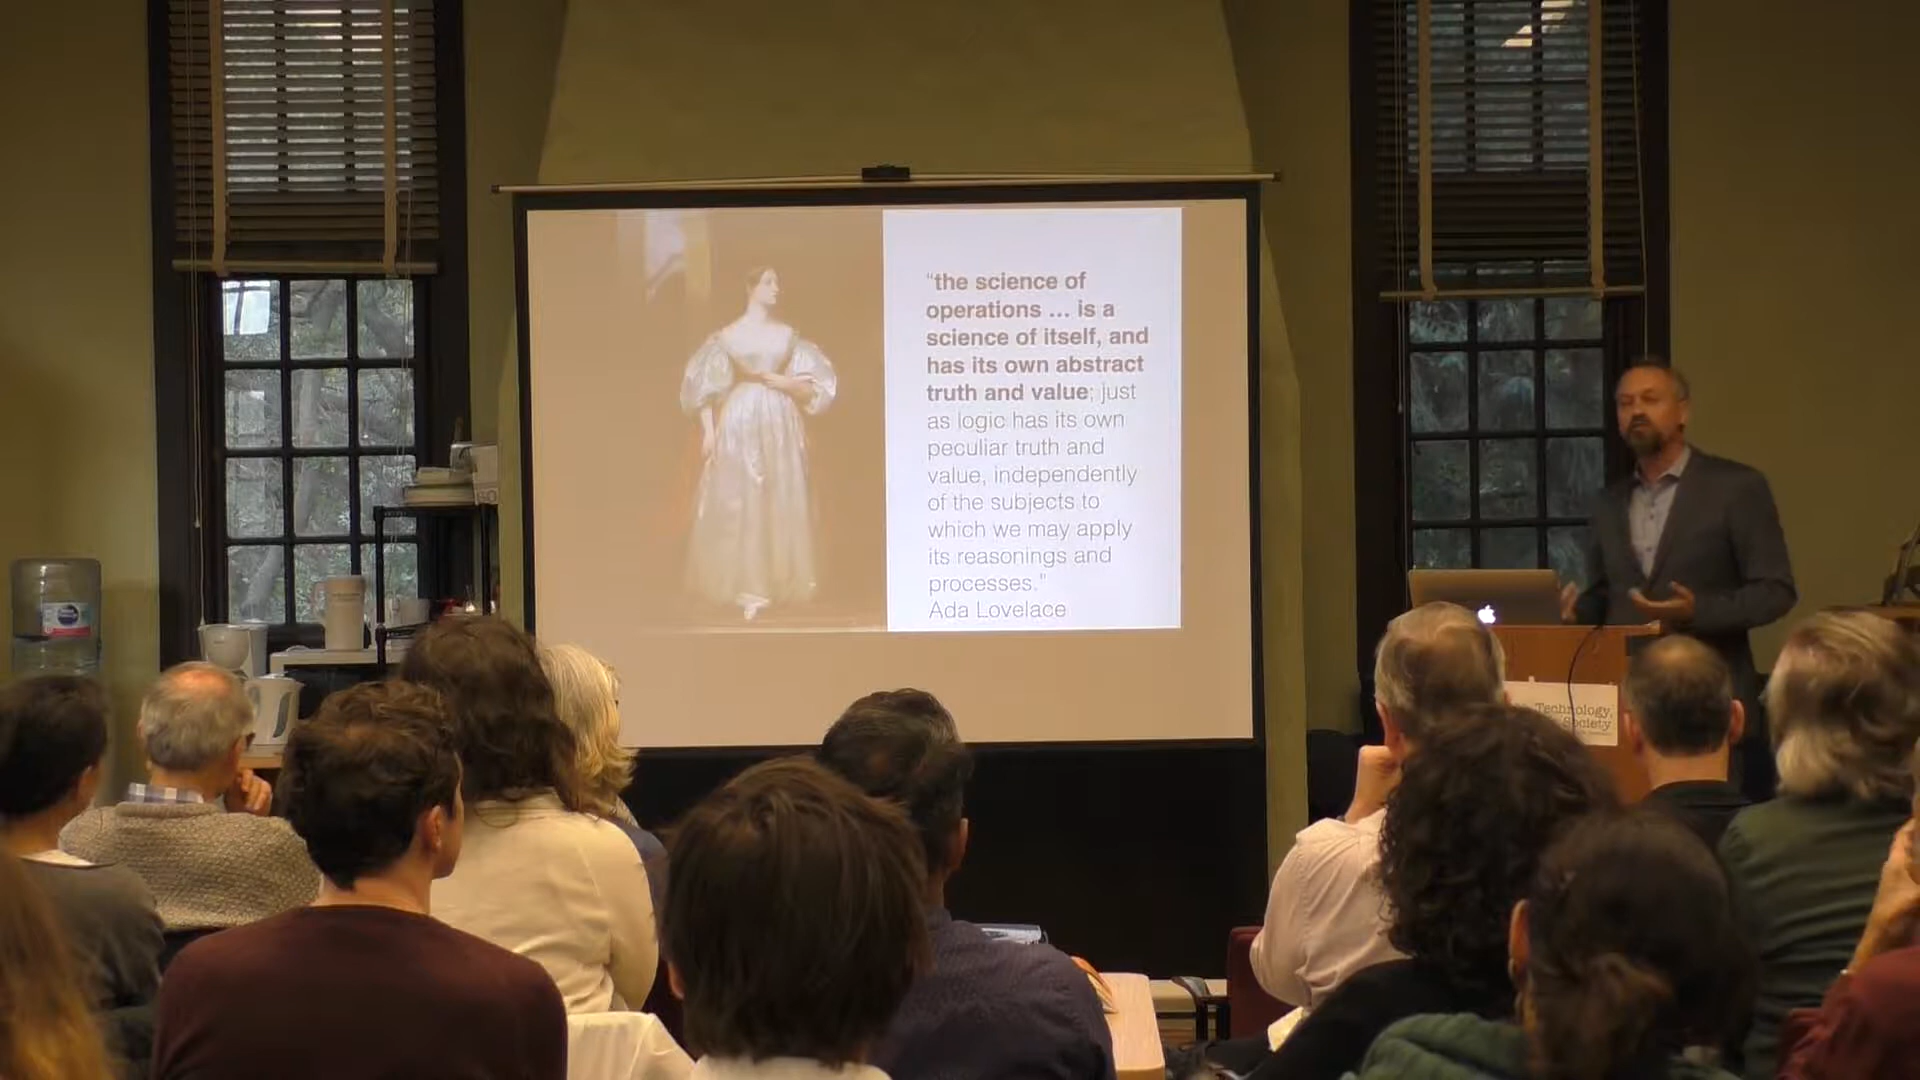 “the science of
operations ... is a
science of itself, and
has its own abstract
truth and value; just
as logic has its own
peculiar truth and
value, independently
of the subjects to
which we may apply
its reasonings and
processes.”
Ada Lovelace
Technology,
Society